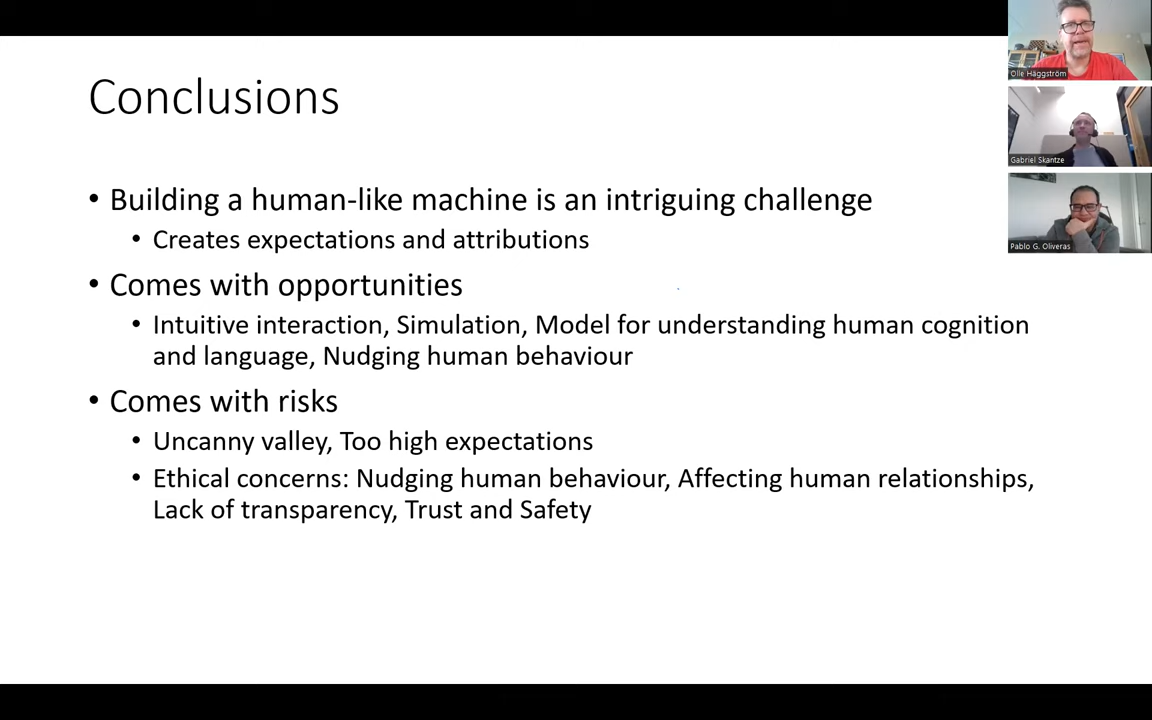 Conclusions
• Building a human-like machine is an intriguing challenge
• Creates expectations and attributions
• Comes with opportunities
• Intuitive interaction, Simulation, Model for understanding human cognition
and language, Nudging human behaviour
• Comes with risks
• Uncanny valley, Too high expectations
• Ethical concerns: Nudging human behaviour, Affecting human relationships,
Lack of transparency, Trust and Safety
Olle Häggström
Gabriel Skantze
Pablo G. Oliveras